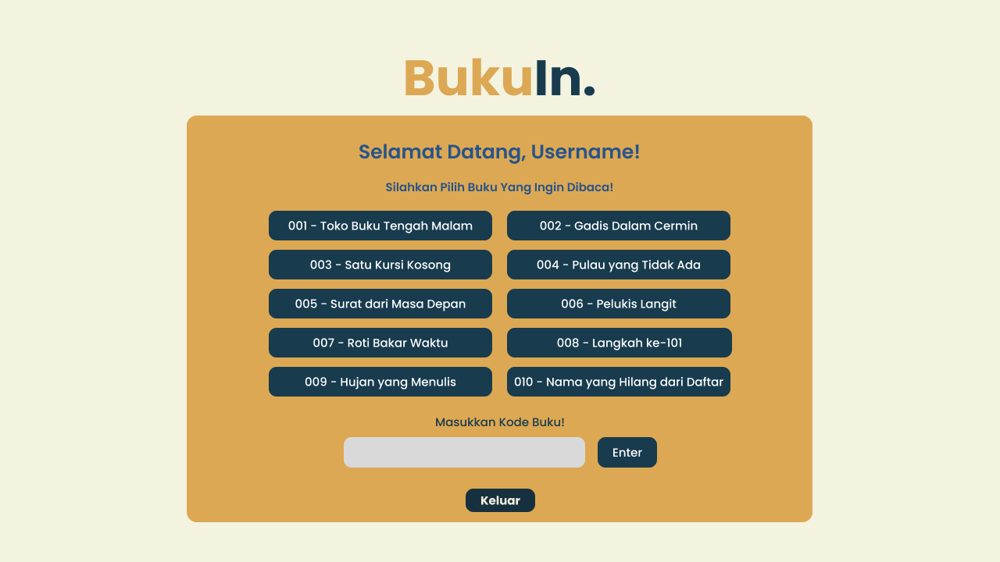 BukuIn.
Selamat Datang, Username!
Silahkan Pilih Buku Yang Ingin Dibaca!
001 - Toko Buku Tengah Malam
002 - Gadis Dalam Cermin
003 - Satu Kursi Kosong
004 - Pulau yang Tidak Ada
005 - Surat dari Masa Depan
006 - Pelukis Langit
007 - Roti Bakar Waktu
008 - Langkah ke-101
009 - Hujan yang Menulis
010 - Nama yang Hilang dari Daftar
Masukkan Kode Buku!
Enter
Keluar